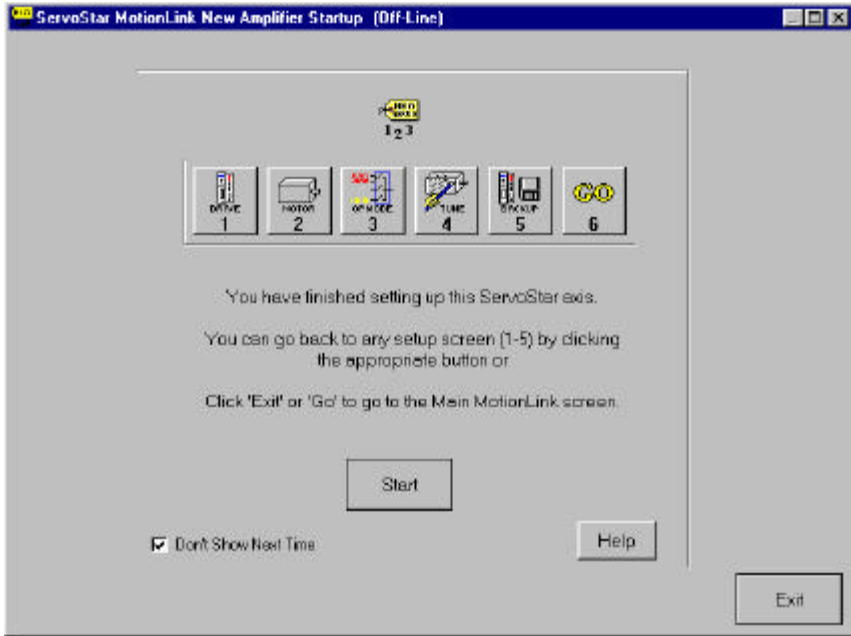 ServoStar MotionLink New Amplifier Startup (Off-Line)
1 2 3
DRIVE MOTOR OP MODE TUNE BACKUP GO
1 2 3 4 5 6
You have finished setting up this ServoStar axis.
You can go back to any setup screen (1-5) by clicking
the appropriate button or
Click 'Exit' or 'Go' to go to the Main MotionLink screen.
Start
Don't Show Next Time
Help
Exit